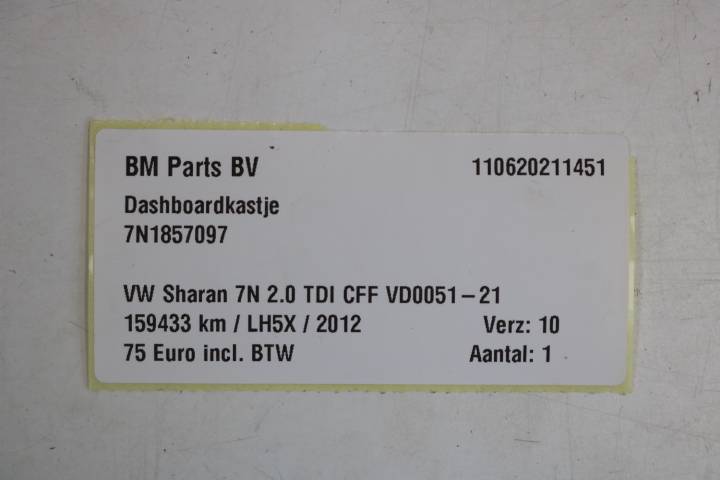 BM Parts BV 110620211451
Dashboardkastje
7N1857097
VW Sharan 7N 2.0 TDI CFF VD0051-21
159433 km / LH5X / 2012 Verz: 10
75 Euro incl. BTW Aantal: 1